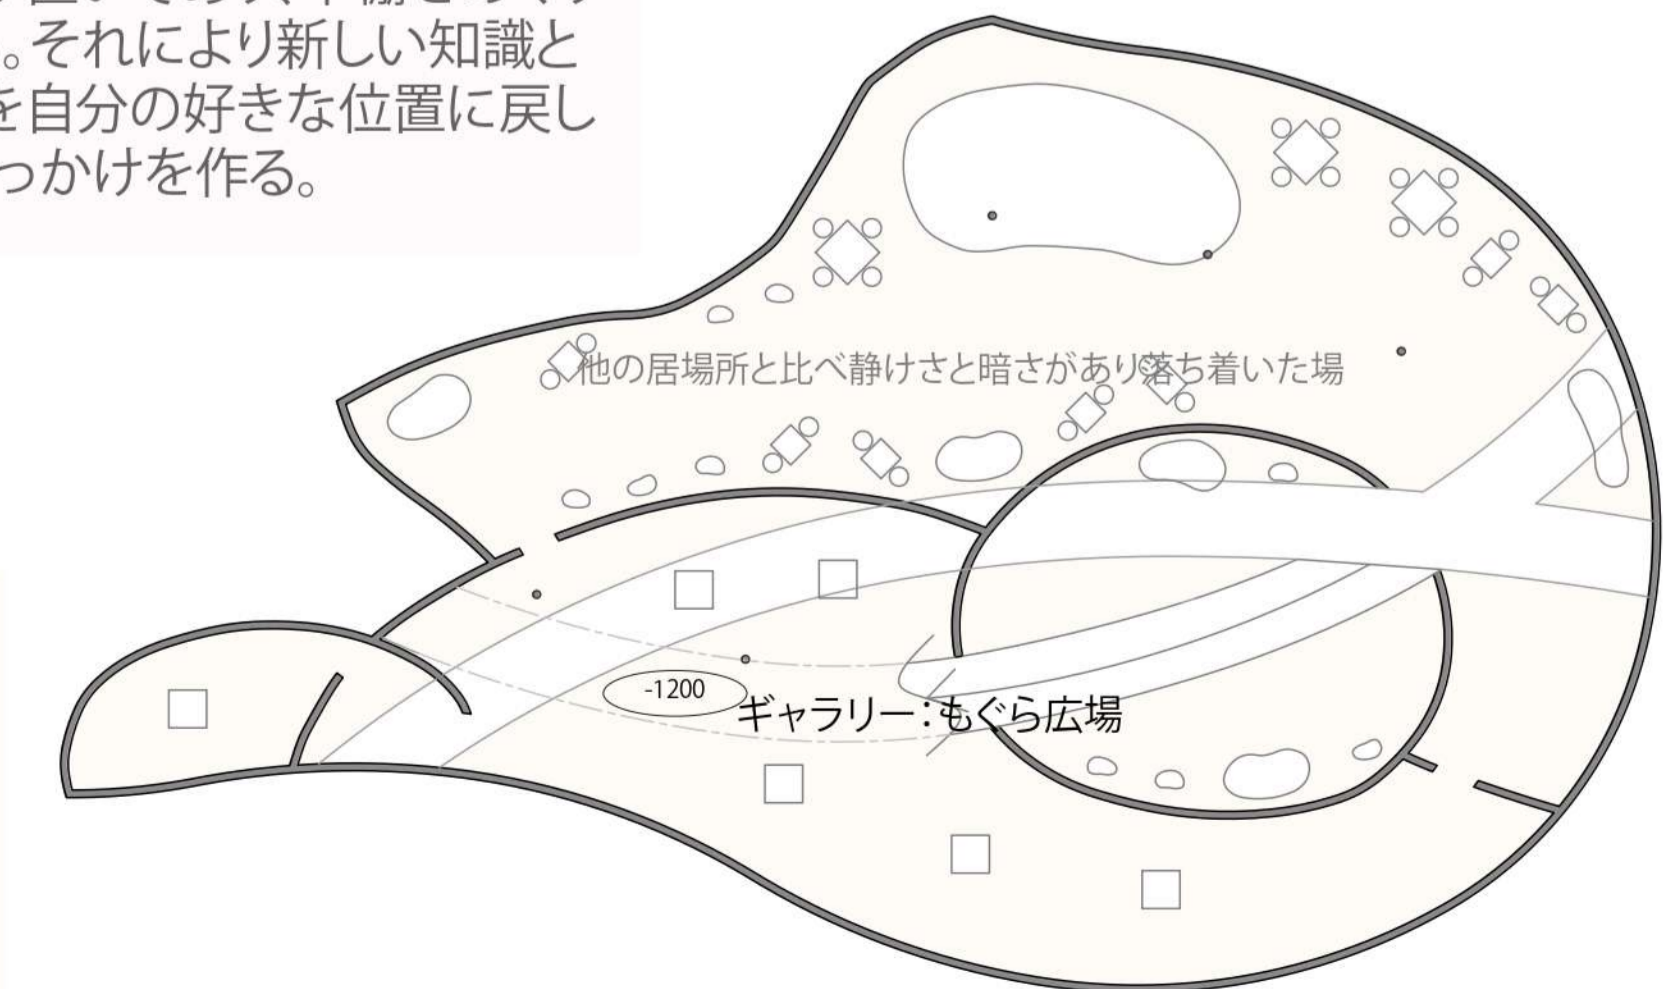 。それにより新しい知識と
を自分の好きな位置に戻し
っかけを作る。
他の居場所と比べ静けさと暗さがあり落ち着いた場
-1200
ギャラリー：もぐら広場